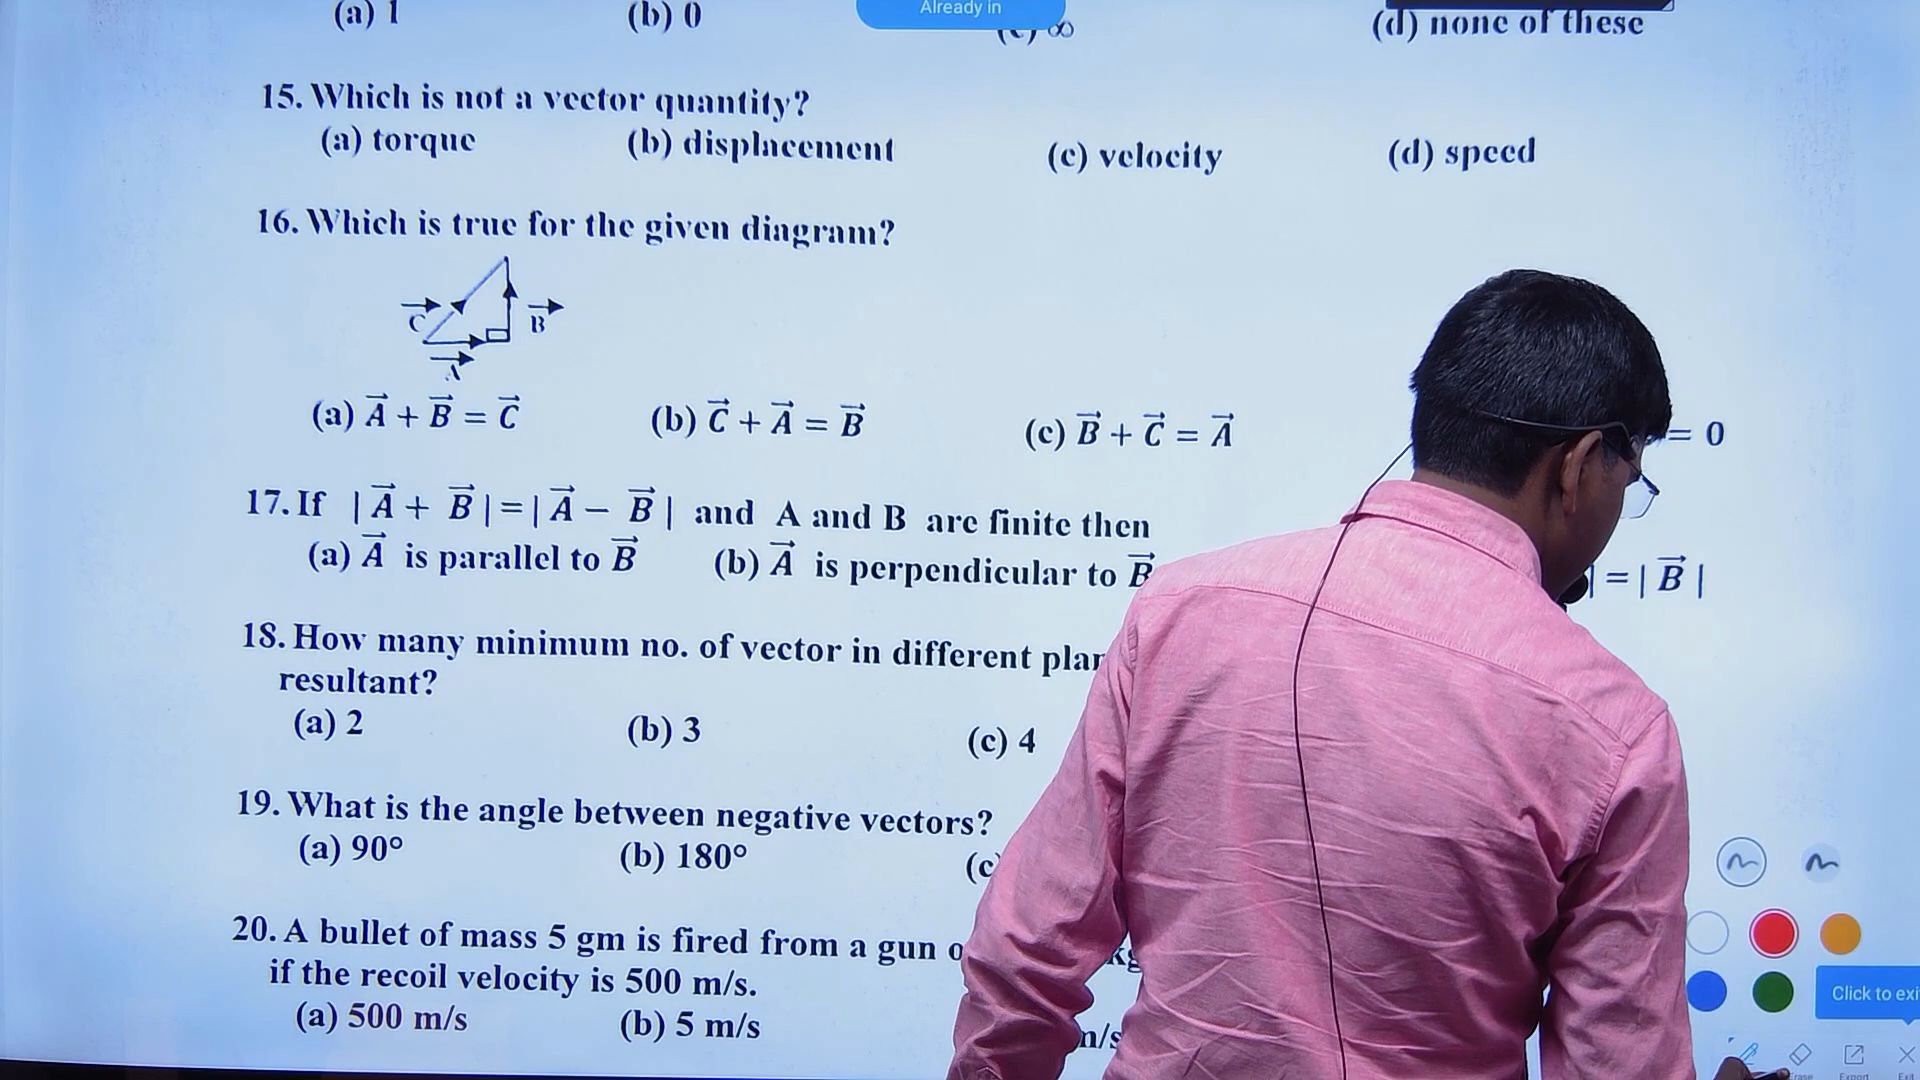 (a) 1 (b) 0 (c) ∞ (d) none of these
Already in
15. Which is not a vector quantity?
(a) torque (b) displacement (c) velocity (d) speed
16. Which is true for the given diagram?
C B
A
(a) A⃗ + B⃗ = C⃗ (b) C⃗ + A⃗ = B⃗ (c) B⃗ + C⃗ = A⃗ = 0
17. If | A⃗ + B⃗ | = | A⃗ − B⃗ | and A and B are finite then
(a) A⃗ is parallel to B⃗ (b) A⃗ is perpendicular to B⃗ | = | B⃗ |
18. How many minimum no. of vector in different
resultant?
(a) 2 (b) 3 (c) 4
19. What is the angle between negative vectors?
(a) 90° (b) 180° (c
20. A bullet of mass 5 gm is fired from a gun
if the recoil velocity is 500 m/s.
(a) 500 m/s (b) 5 m/s m/s
Click to exi
Export Exit